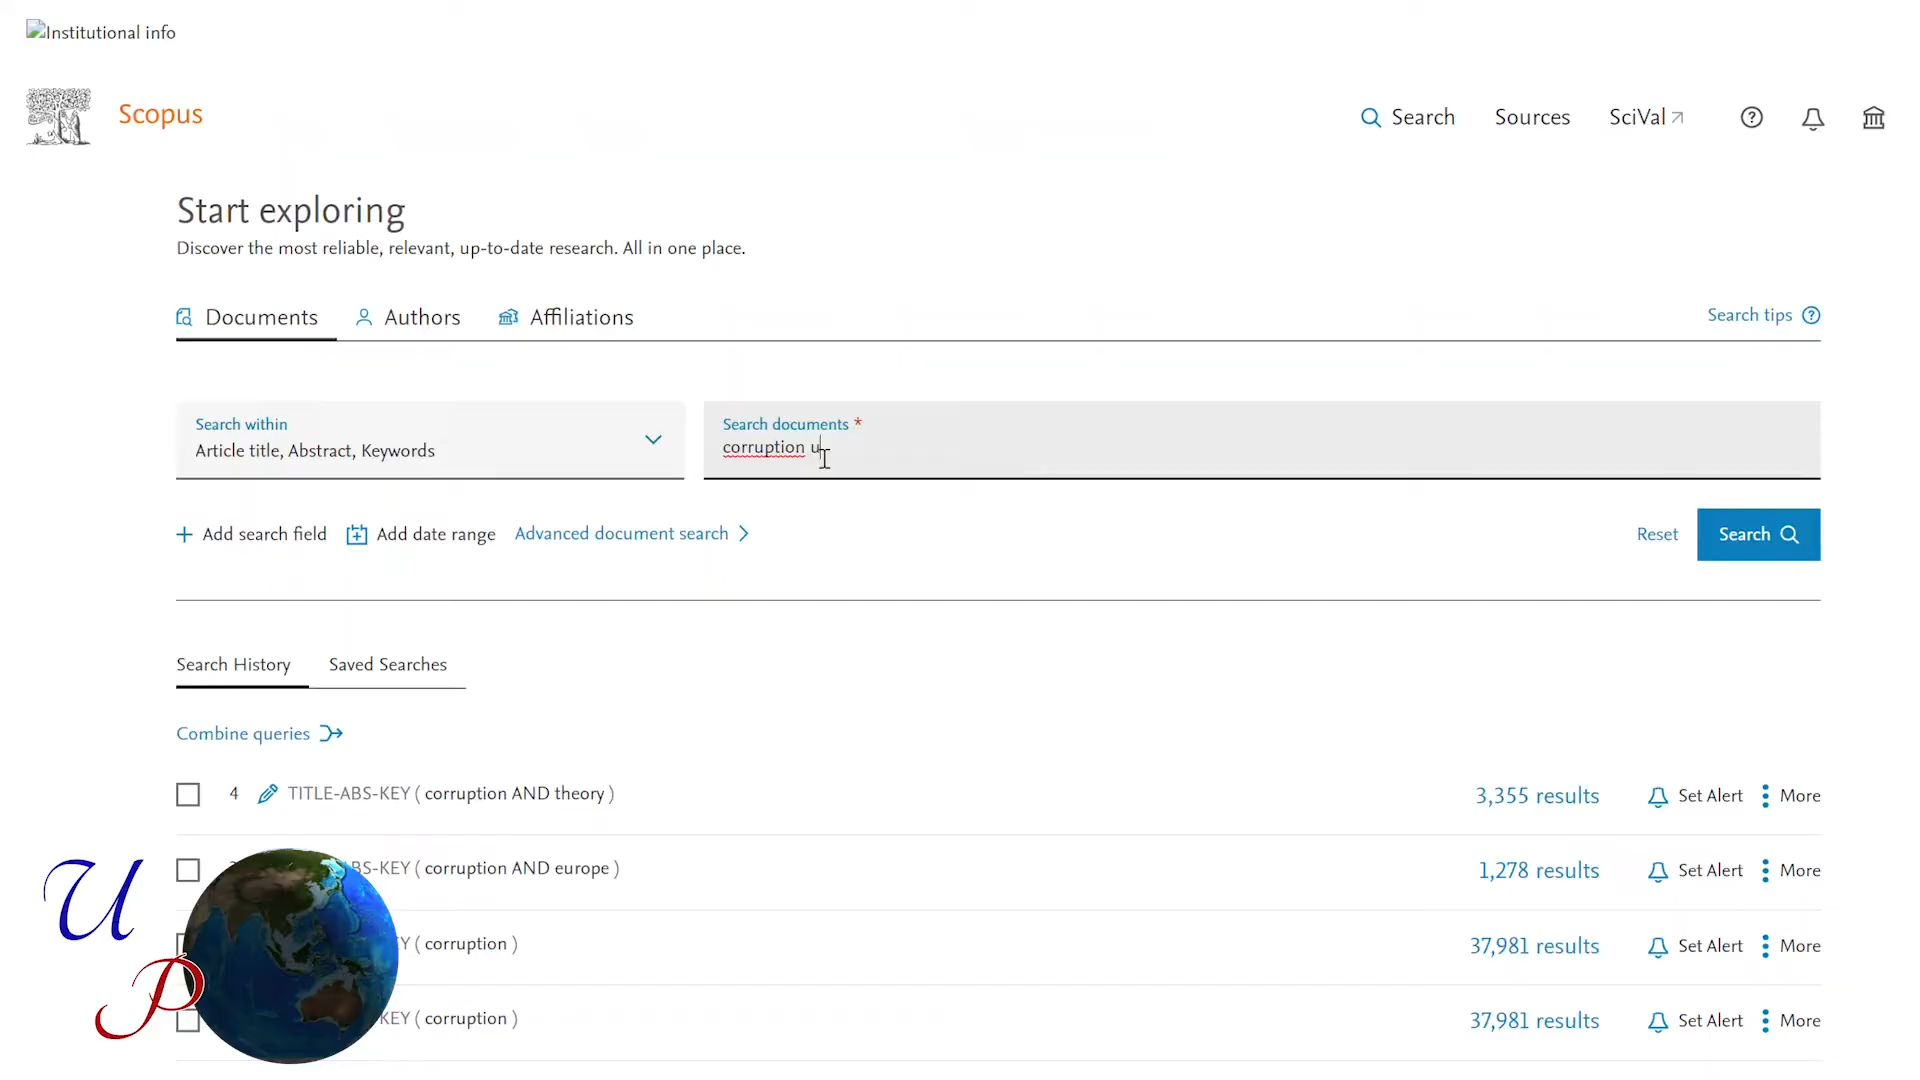 Institutional info
Scopus
Search Sources SciVal
Start exploring
Discover the most reliable, relevant, up-to-date research. All in one place.
Documents Authors Affiliations Search tips
Search within
Article title, Abstract, Keywords
Search documents *
corruption u
Add search field Add date range Advanced document search Reset Search
Search History Saved Searches
Combine queries
4 TITLE-ABS-KEY ( corruption AND theory ) 3,355 results Set Alert More
BS-KEY ( corruption AND europe ) 1,278 results Set Alert More
Y ( corruption ) 37,981 results Set Alert More
KEY ( corruption ) 37,981 results Set Alert More
U
P